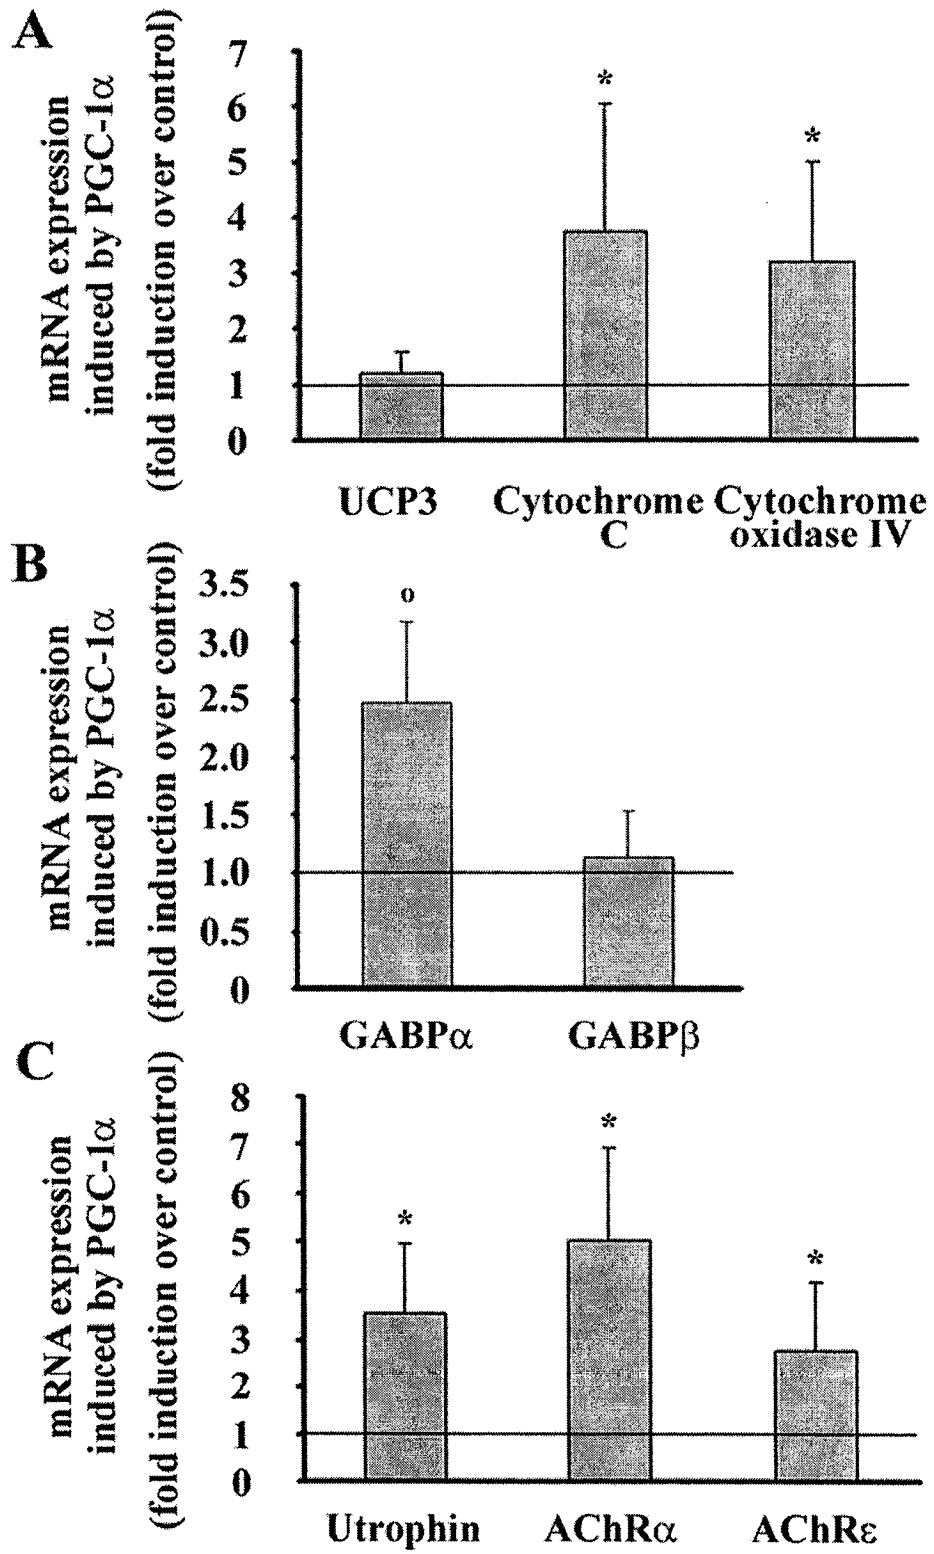 A
mRNA expression
induced by PGC-1α
(fold induction over control)
7
6
5
4
3
2
1
0
*
*
UCP3
Cytochrome
C
Cytochrome
oxidase IV
B
mRNA expression
induced by PGC-1α
(fold induction over control)
3.5
3.0
2.5
2.0
1.5
1.0
0.5
0
o
GABPα
GABPβ
C
mRNA expression
induced by PGC-1α
(fold induction over control)
8
7
6
5
4
3
2
1
0
*
*
*
Utrophin
AChRα
AChRε